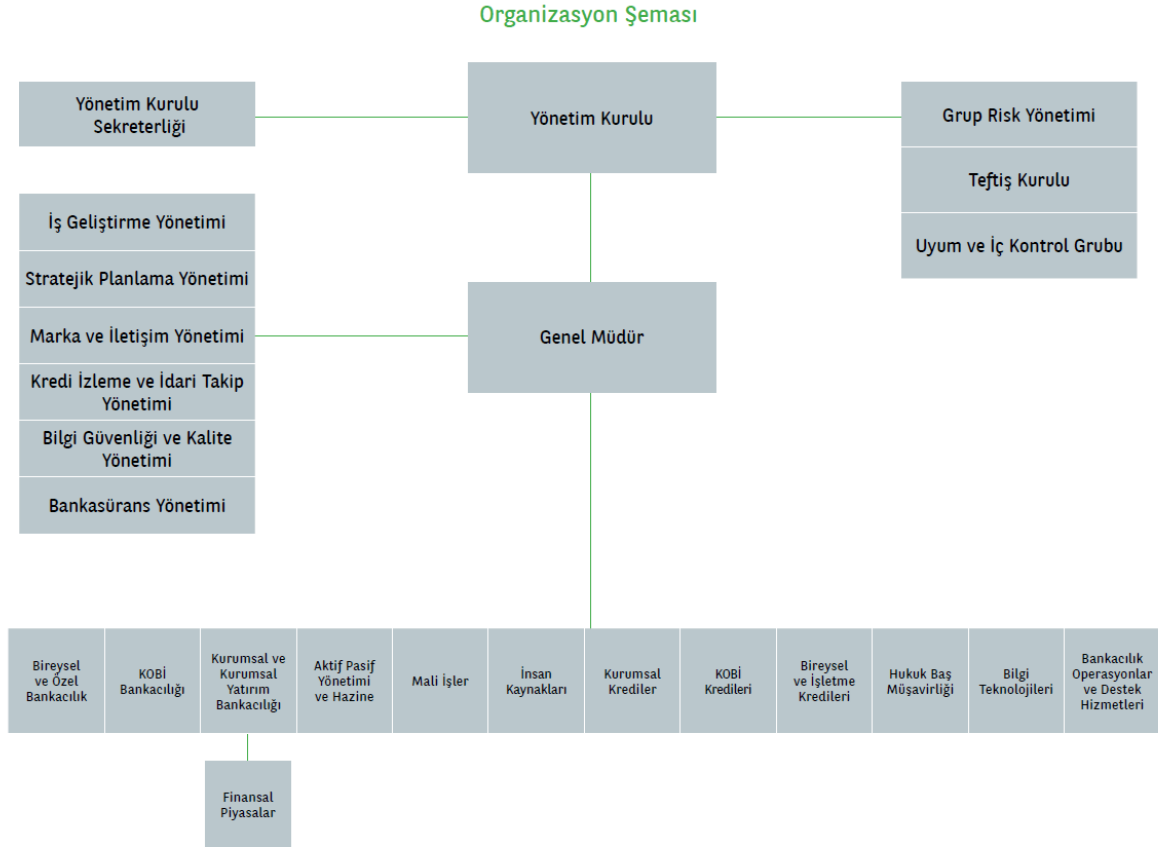 Organizasyon Şeması
Yönetim Kurulu
Sekreterliği
Yönetim Kurulu
Grup Risk Yönetimi
Teftiş Kurulu
Uyum ve İç Kontrol Grubu
İş Geliştirme Yönetimi
Stratejik Planlama Yönetimi
Marka ve İletişim Yönetimi
Kredi İzleme ve İdari Takip
Yönetimi
Bilgi Güvenliği ve Kalite
Yönetimi
Bankasürans Yönetimi
Genel Müdür
Bireysel
ve Özel
Bankacılık
KOBİ
Bankacılığı
Kurumsal ve
Kurumsal
Yatırım
Bankacılığı
Aktif Pasif
Yönetimi
ve Hazine
Mali İşler
İnsan
Kaynakları
Kurumsal
Krediler
KOBİ
Kredileri
Bireysel
ve İşletme
Kredileri
Hukuk Baş
Müşavirliği
Bilgi
Teknolojileri
Bankacılık
Operasyonlar
ve Destek
Hizmetleri
Finansal
Piyasalar